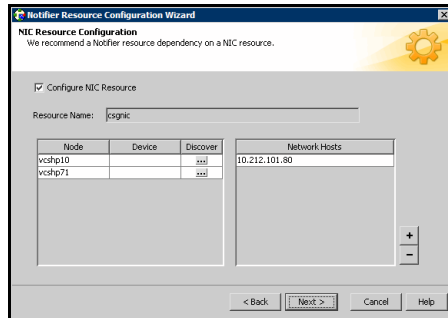 Notifier Resource Configuration Wizard
NIC Resource Configuration
We recommend a Notifier resource dependency on a NIC resource.
Configure NIC Resource
Resource Name: csgnic
Node Device Discover Network Hosts
vcshp10 ... 10.212.101.80
vcshp71 ...
+
−
< Back Next > Cancel Help